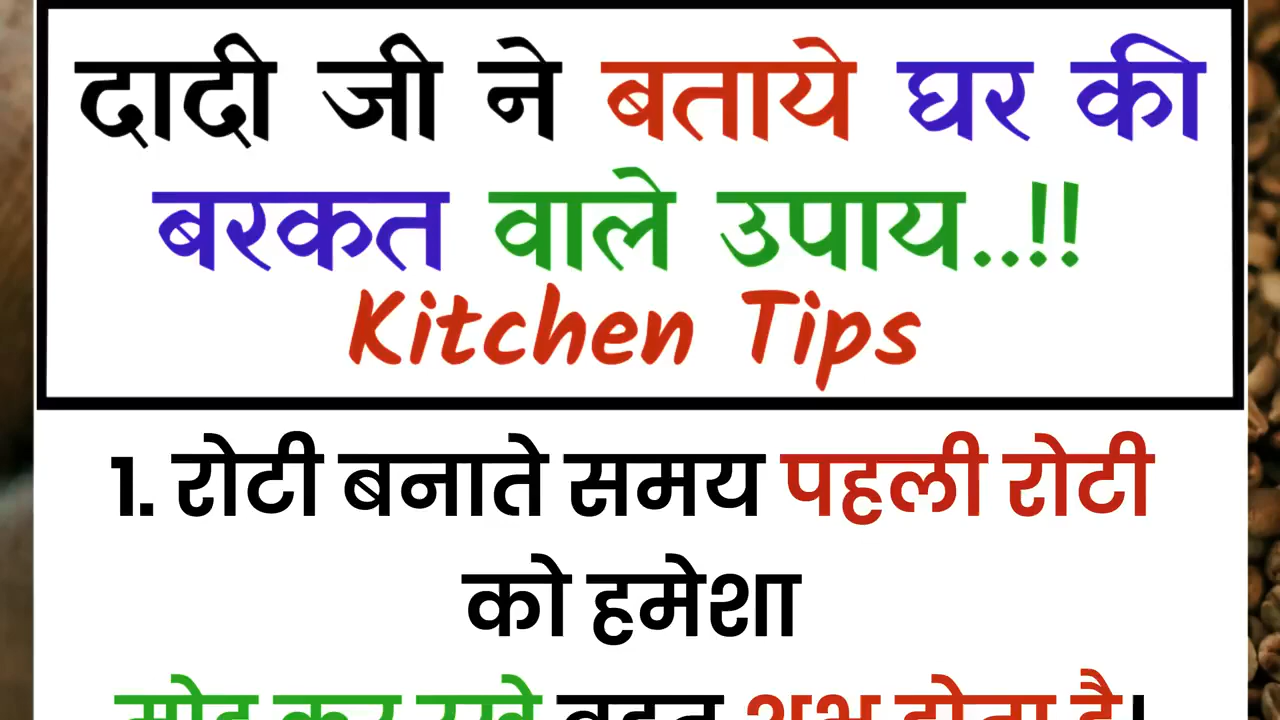 दादी जी ने बताये घर की
बरकत वाले उपाय..!!
Kitchen Tips
1. रोटी बनाते समय पहली रोटी
को हमेशा